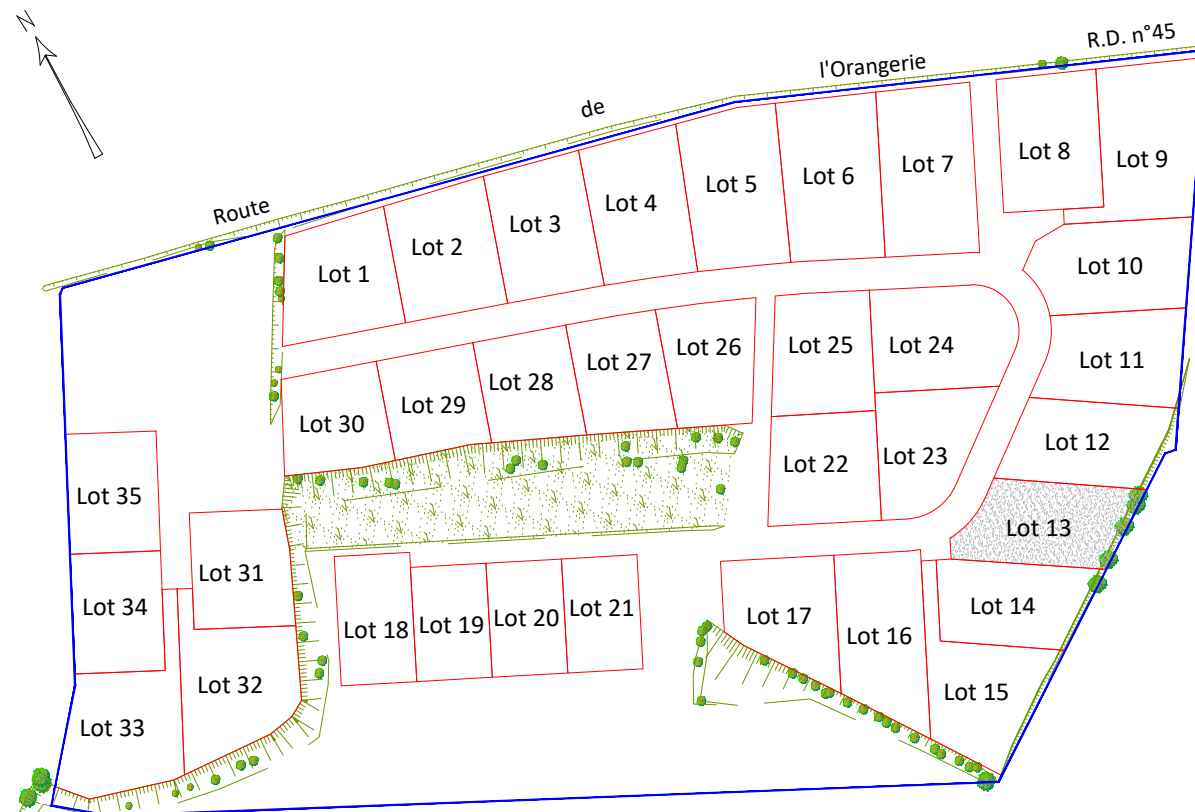 N
R.D. n°45
l'Orangerie
de
Route
Lot 1
Lot 2
Lot 3
Lot 4
Lot 5
Lot 6
Lot 7
Lot 8
Lot 9
Lot 10
Lot 11
Lot 12
Lot 13
Lot 14
Lot 15
Lot 16
Lot 17
Lot 18
Lot 19
Lot 20
Lot 21
Lot 22
Lot 23
Lot 24
Lot 25
Lot 26
Lot 27
Lot 28
Lot 29
Lot 30
Lot 31
Lot 32
Lot 33
Lot 34
Lot 35